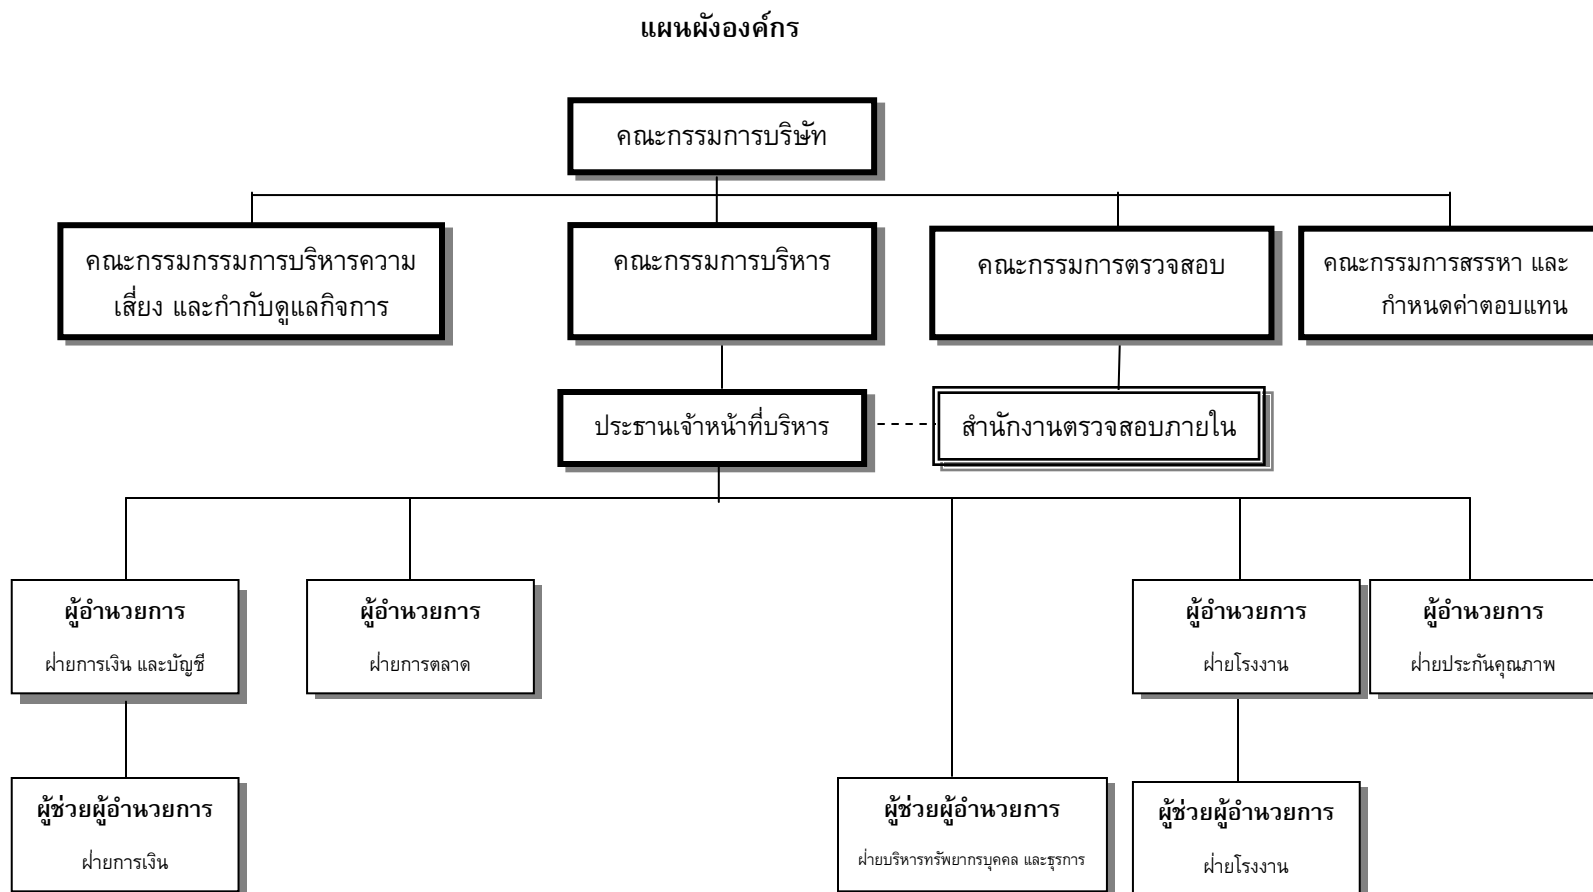 แผนผังองค์กร
คณะกรรมการบริษัท
คณะกรรมกรรมการบริหารความ
เสี่ยง และกำกับดูแลกิจการ
คณะกรรมการบริหาร
คณะกรรมการตรวจสอบ
คณะกรรมการสรรหา และ
กำหนดค่าตอบแทน
ประธานเจ้าหน้าที่บริหาร
สำนักงานตรวจสอบภายใน
ผู้อำนวยการ
ฝ่ายการเงิน และบัญชี
ผู้อำนวยการ
ฝ่ายการตลาด
ผู้อำนวยการ
ฝ่ายโรงงาน
ผู้อำนวยการ
ฝ่ายประกันคุณภาพ
ผู้ช่วยผู้อำนวยการ
ฝ่ายการเงิน
ผู้ช่วยผู้อำนวยการ
ฝ่ายบริหารทรัพยากรบุคคล และธุรการ
ผู้ช่วยผู้อำนวยการ
ฝ่ายโรงงาน